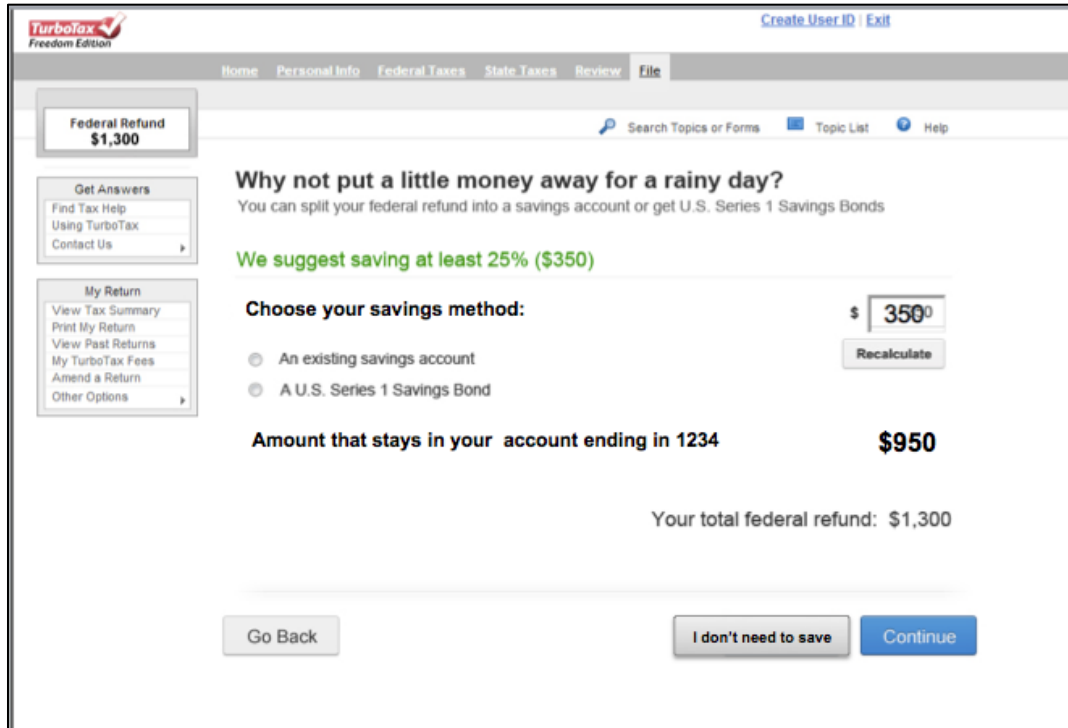 TurboTax
Freedom Edition
Create User ID | Exit
Home Personal Info Federal Taxes State Taxes Review File
Federal Refund
$1,300
Search Topics or Forms Topic List Help
Get Answers
Find Tax Help
Using TurboTax
Contact Us
My Return
View Tax Summary
Print My Return
View Past Returns
My TurboTax Fees
Amend a Return
Other Options
Why not put a little money away for a rainy day?
You can split your federal refund into a savings account or get U.S. Series 1 Savings Bonds
We suggest saving at least 25% ($350)
Choose your savings method:
$ 350
Recalculate
An existing savings account
A U.S. Series 1 Savings Bond
Amount that stays in your account ending in 1234 $950
Your total federal refund: $1,300
Go Back
I don't need to save
Continue